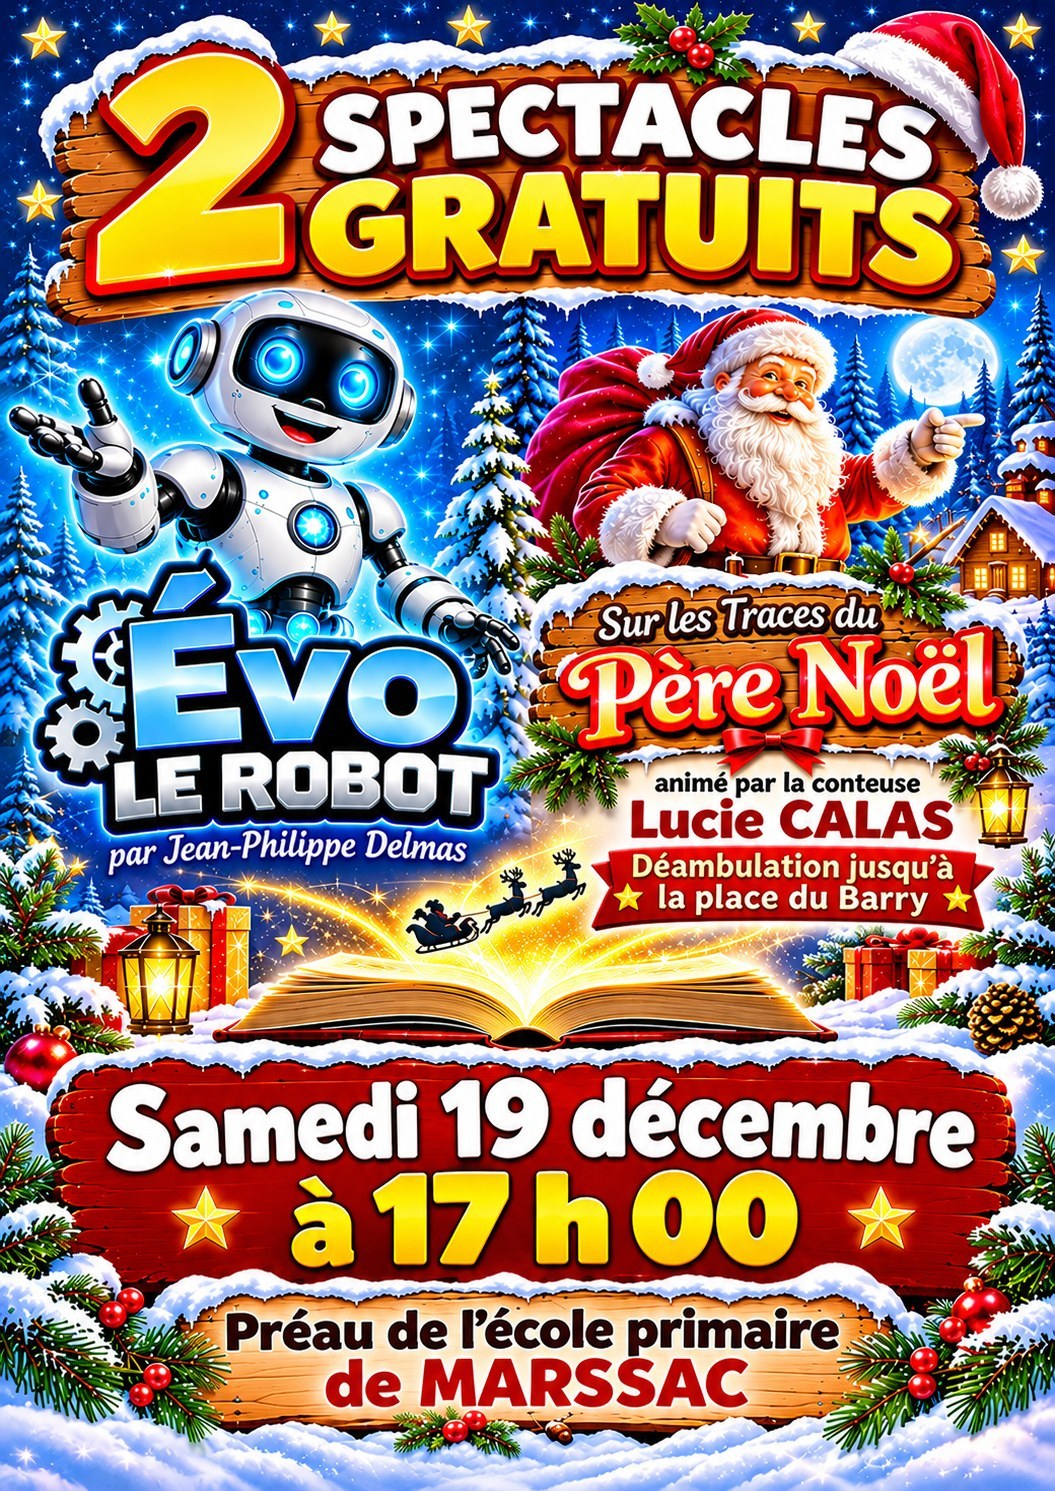 2 SPECTACLES
GRATUITS
ÉVO
LE ROBOT
par Jean-Philippe Delmas
Sur les Traces du
Père Noël
animé par la conteuse
Lucie CALAS
Déambulation jusqu'à
la place du Barry
Samedi 19 décembre
à 17 h 00
Préau de l'école primaire
de MARSSAC